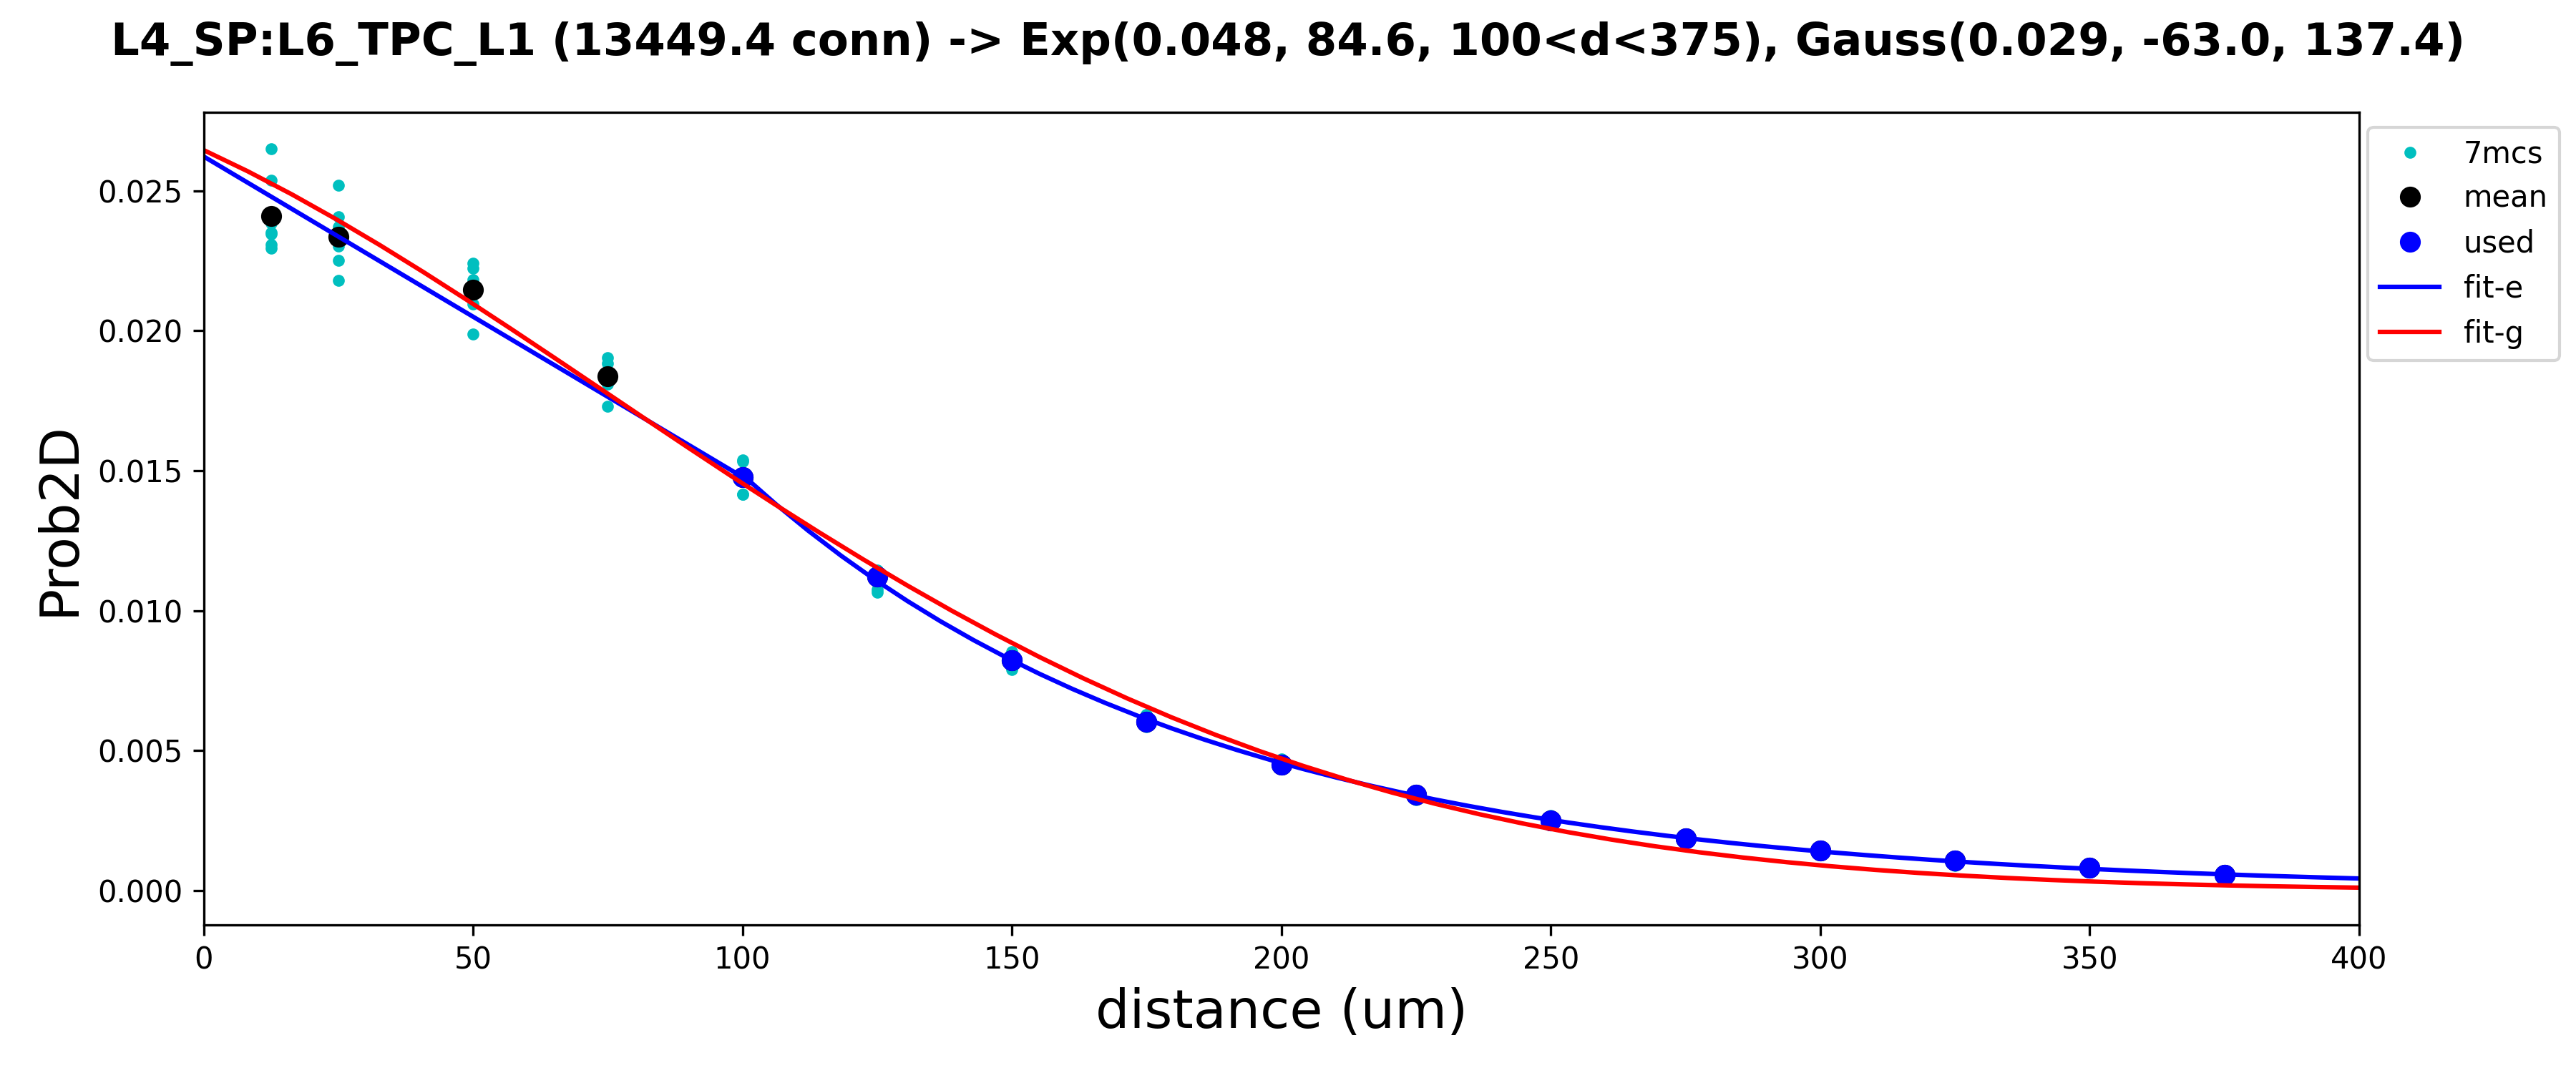 L4_SP:L6_TPC_L1 (13449.4 conn) -> Exp(0.048, 84.6, 100<d<375), Gauss(0.029, -63.0, 137.4)
7mcs
mean
used
fit-e
fit-g
Prob2D
0.025
0.020
0.015
0.010
0.005
0.000
0 50 100 150 200 250 300 350 400
distance (um)